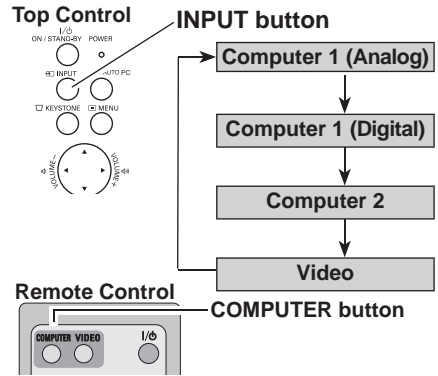 Top Control
INPUT button
I/⏻
ON / STAND-BY POWER
INPUT
AUTO PC
KEYSTONE MENU
VOLUME−
VOLUME+
Computer 1 (Analog)
Computer 1 (Digital)
Computer 2
Video
Remote Control
COMPUTER button
COMPUTER VIDEO
I/⏻